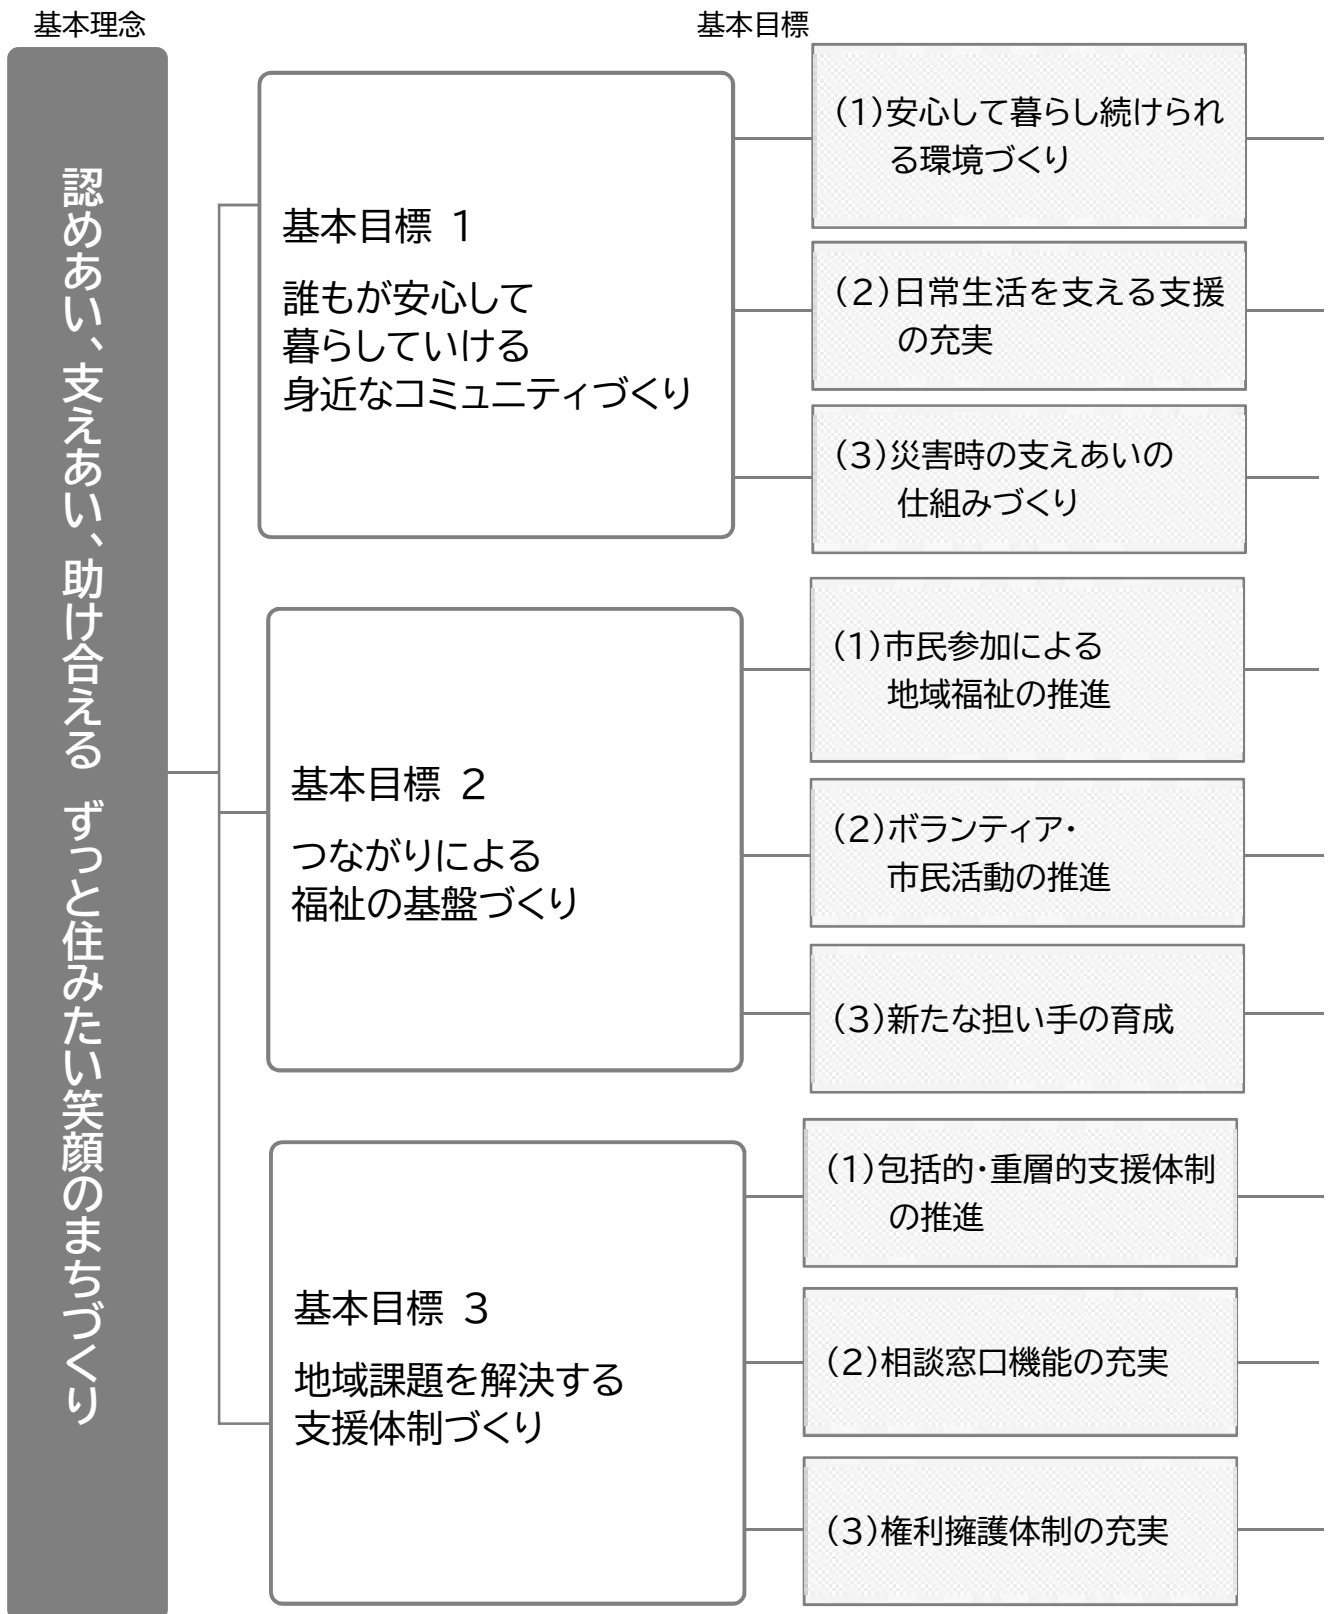 基本理念
基本目標
認めあい、支えあい、助け合える ずっと住みたい笑顔のまちづくり
基本目標 1
誰もが安心して
暮らしていける
身近なコミュニティづくり
(1)安心して暮らし続けられ
る環境づくり
(2)日常生活を支える支援
の充実
(3)災害時の支えあいの
仕組みづくり
基本目標 2
つながりによる
福祉の基盤づくり
(1)市民参加による
地域福祉の推進
(2)ボランティア・
市民活動の推進
(3)新たな担い手の育成
基本目標 3
地域課題を解決する
支援体制づくり
(1)包括的・重層的支援体制
の推進
(2)相談窓口機能の充実
(3)権利擁護体制の充実